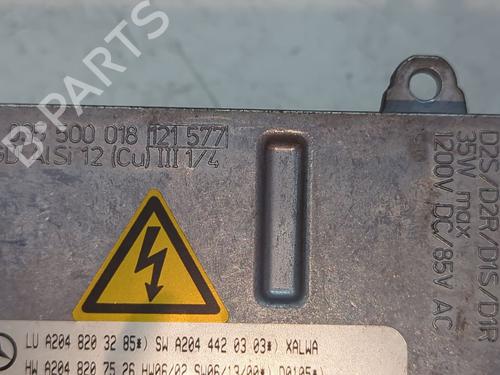 500 018 121 577
12 (Cu) III 1/4
D2S/D2R/D1S/D1R
35W max
1200V DC/85V AC
LU A204 820 32 85*) SW A204 442 03 03*) XALWA
HW A204 820 75 26 HW06/02 SW06/13/00*) D0105*)
B PARTS